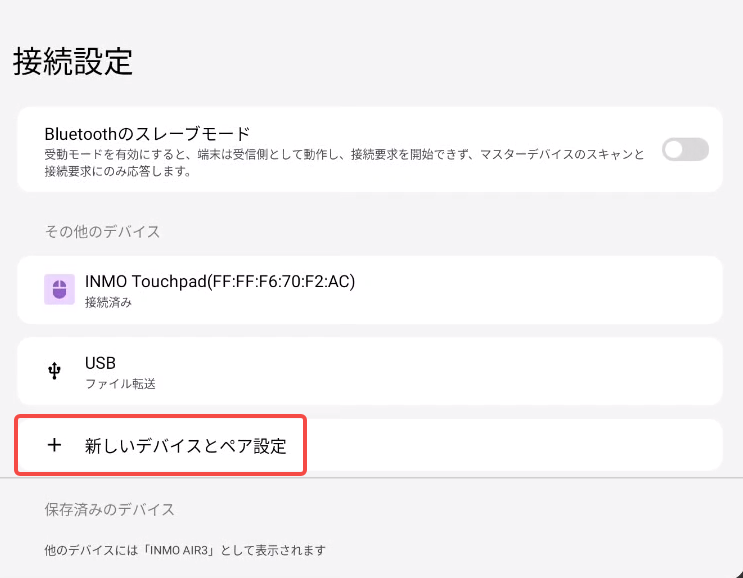 接続設定
Bluetoothのスレーブモード
受動モードを有効にすると、端末は受信側として動作し、接続要求を開始できず、マスターデバイスのスキャンと
接続要求にのみ応答します。
その他のデバイス
INMO Touchpad(FF:FF:F6:70:F2:AC)
接続済み
USB
ファイル転送
+ 新しいデバイスとペア設定
保存済みのデバイス
他のデバイスには「INMO AIR3」として表示されます